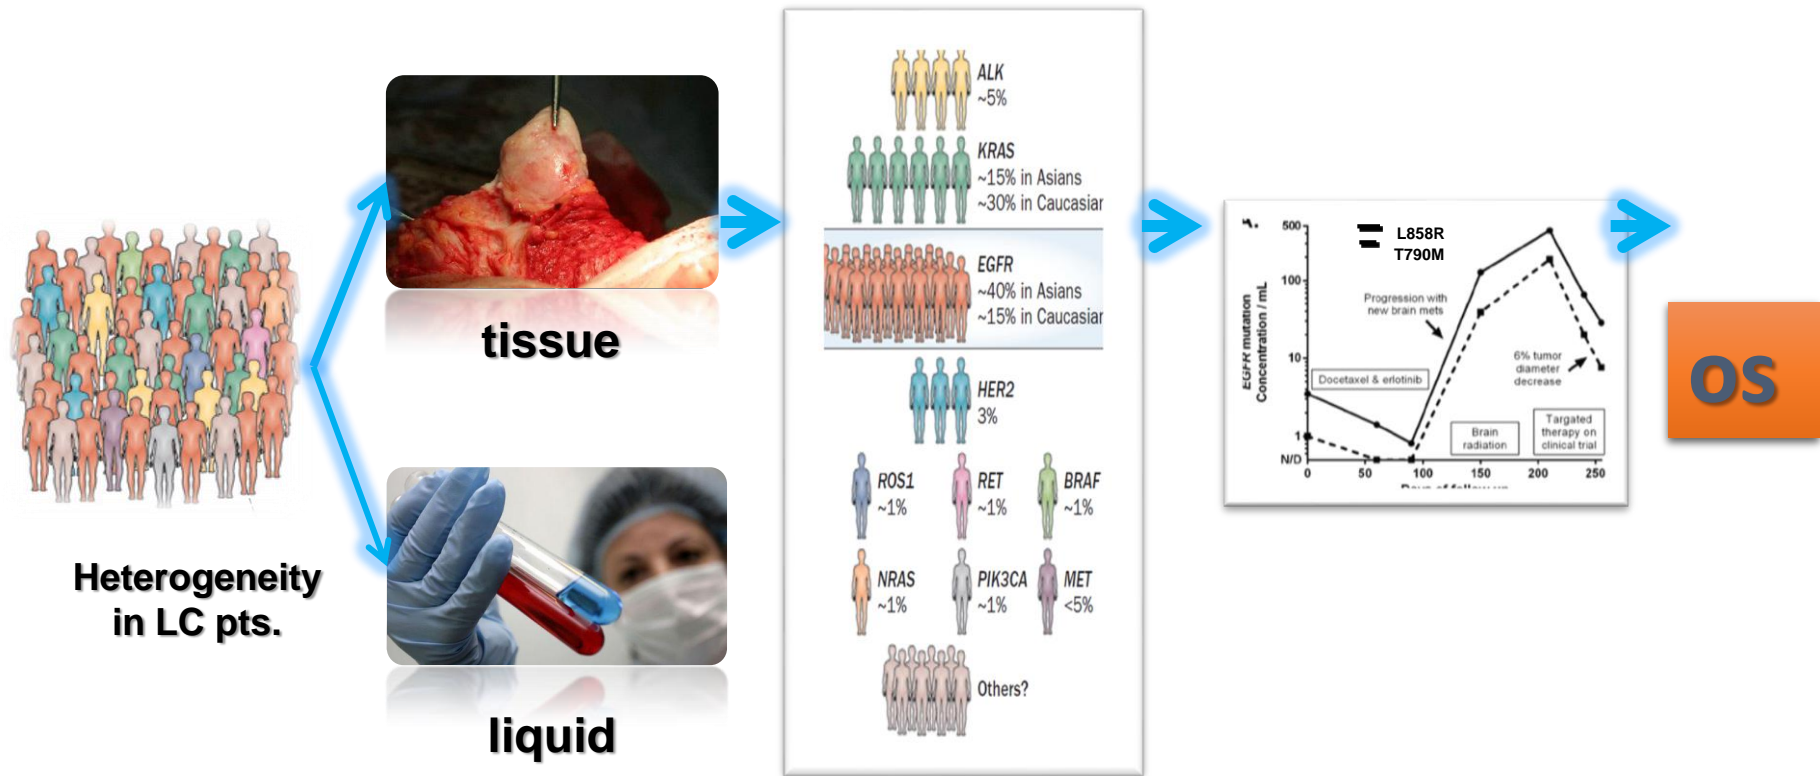 Heterogeneity
in LC pts.
tissue
liquid
ALK
~5%
KRAS
~15% in Asians
~30% in Caucasiar
EGFR
~40% in Asians
~15% in Caucasiar
HER2
3%
ROS1
~1%
RET
~1%
BRAF
~1%
NRAS
~1%
PIK3CA
~1%
MET
<5%
Others?
L858R
T790M
EGFR mutation
Concentration / mL
500
100
10
1
N/D
0
50
100
150
200
250
Progression with
new brain mets
Docetaxel & erlotinib
6% tumor
diameter
decrease
Brain
radiation
Targated
therapy on
clinical trial
OS